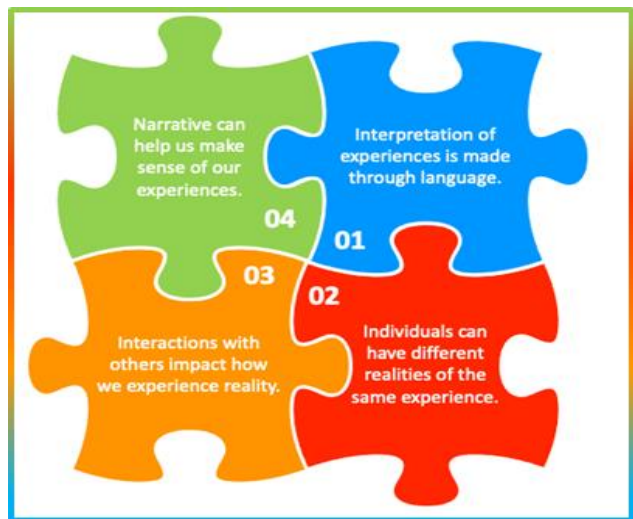 Narrative can
help us make
sense of our
experiences.
04
Interpretation of
experiences is made
through language.
01
03
Interactions with
others impact how
we experience reality.
02
Individuals can
have different
realities of the
same experience.